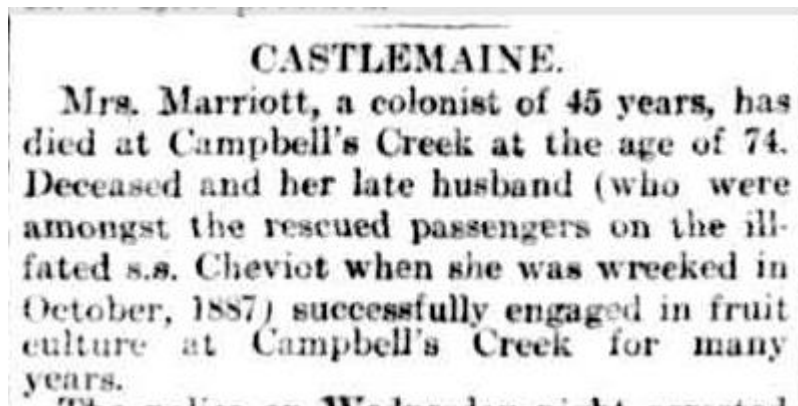 CASTLEMAINE.
Mrs. Marriott, a colonist of 45 years, has
died at Campbell's Creek at the age of 74.
Deceased and her late husband (who were
amongst the rescued passengers on the ill-
fated s.s. Cheviot when she was wrecked in
October, 1887) successfully engaged in fruit
culture at Campbell's Creek for many
years.